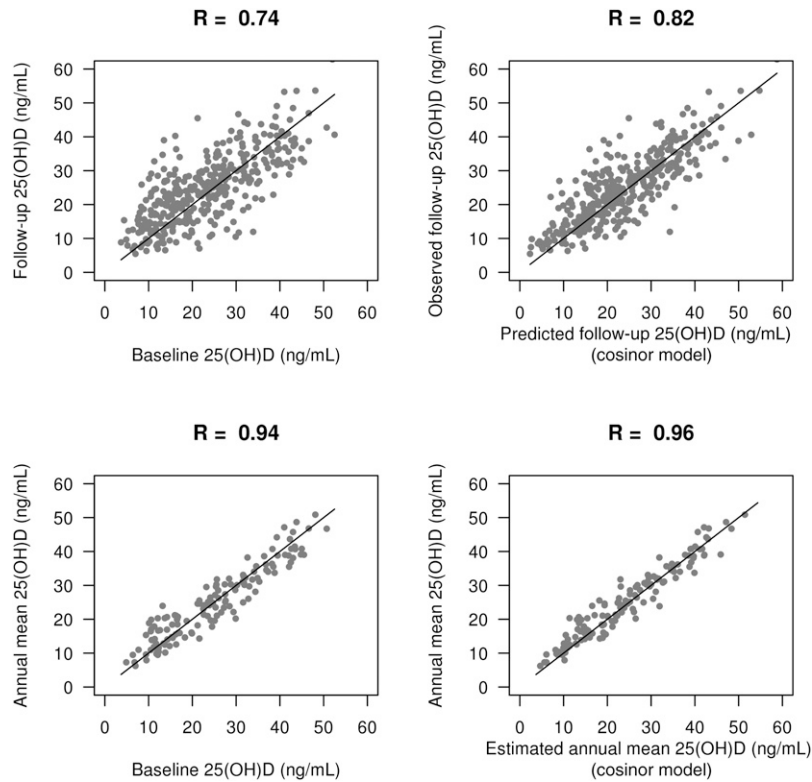 R = 0.74
Follow-up 25(OH)D (ng/mL)
60
50
40
30
20
10
0
0 10 20 30 40 50 60
Baseline 25(OH)D (ng/mL)
R = 0.82
Observed follow-up 25(OH)D (ng/mL)
60
50
40
30
20
10
0
0 10 20 30 40 50 60
Predicted follow-up 25(OH)D (ng/mL)
(cosinor model)
R = 0.94
Annual mean 25(OH)D (ng/mL)
60
50
40
30
20
10
0
0 10 20 30 40 50 60
Baseline 25(OH)D (ng/mL)
R = 0.96
Annual mean 25(OH)D (ng/mL)
60
50
40
30
20
10
0
0 10 20 30 40 50 60
Estimated annual mean 25(OH)D (ng/mL)
(cosinor model)